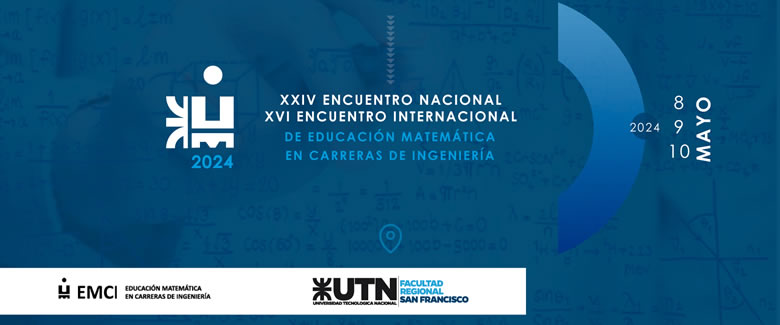 XXIV ENCUENTRO NACIONAL
XVI ENCUENTRO INTERNACIONAL
DE EDUCACIÓN MATEMÁTICA
EN CARRERAS DE INGENIERÍA
2024
2024
8
9
10
MAYO
EMCI
EDUCACIÓN MATEMÁTICA
EN CARRERAS DE INGENIERÍA
UTN
UNIVERSIDAD TECNOLÓGICA NACIONAL
FACULTAD
REGIONAL
SAN FRANCISCO